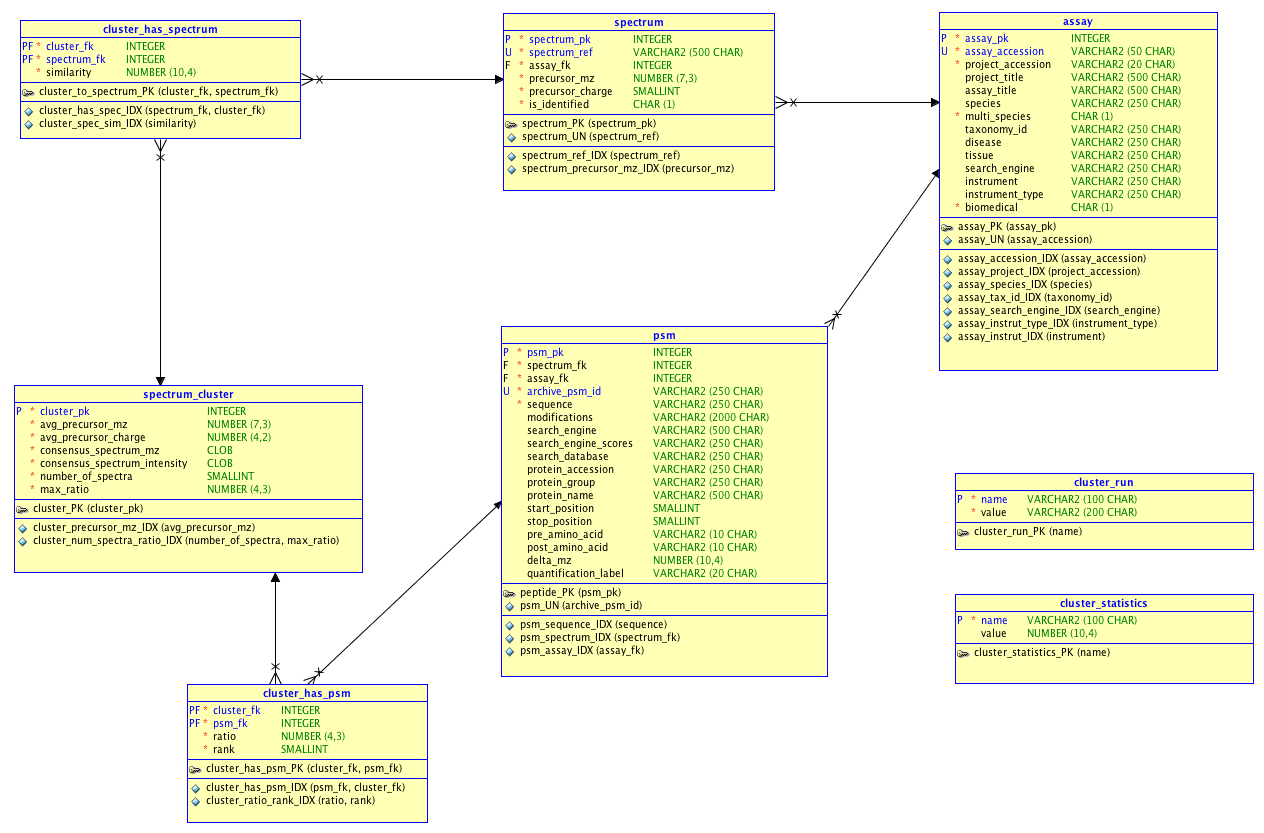 cluster_has_spectrum
PF * cluster_fk INTEGER
PF * spectrum_fk INTEGER
* similarity NUMBER (10,4)
cluster_to_spectrum_PK (cluster_fk, spectrum_fk)
cluster_has_spec_IDX (spectrum_fk, cluster_fk)
cluster_spec_sim_IDX (similarity)
spectrum
P * spectrum_pk INTEGER
U * spectrum_ref VARCHAR2 (500 CHAR)
F * assay_fk INTEGER
* precursor_mz NUMBER (7,3)
* precursor_charge SMALLINT
* is_identified CHAR (1)
spectrum_PK (spectrum_pk)
spectrum_UN (spectrum_ref)
spectrum_ref_IDX (spectrum_ref)
spectrum_precursor_mz_IDX (precursor_mz)
assay
P * assay_pk INTEGER
U * assay_accession VARCHAR2 (50 CHAR)
* project_accession VARCHAR2 (20 CHAR)
project_title VARCHAR2 (500 CHAR)
assay_title VARCHAR2 (500 CHAR)
species VARCHAR2 (250 CHAR)
* multi_species CHAR (1)
taxonomy_id VARCHAR2 (250 CHAR)
disease VARCHAR2 (250 CHAR)
tissue VARCHAR2 (250 CHAR)
search_engine VARCHAR2 (250 CHAR)
instrument VARCHAR2 (250 CHAR)
instrument_type VARCHAR2 (250 CHAR)
* biomedical CHAR (1)
assay_PK (assay_pk)
assay_UN (assay_accession)
assay_accession_IDX (assay_accession)
assay_project_IDX (project_accession)
assay_species_IDX (species)
assay_tax_id_IDX (taxonomy_id)
assay_search_engine_IDX (search_engine)
assay_instrut_type_IDX (instrument_type)
assay_instrut_IDX (instrument)
psm
P * psm_pk INTEGER
F * spectrum_fk INTEGER
F * assay_fk INTEGER
U * archive_psm_id VARCHAR2 (250 CHAR)
* sequence VARCHAR2 (250 CHAR)
modifications VARCHAR2 (2000 CHAR)
search_engine VARCHAR2 (500 CHAR)
search_engine_scores VARCHAR2 (250 CHAR)
search_database VARCHAR2 (250 CHAR)
protein_accession VARCHAR2 (250 CHAR)
protein_group VARCHAR2 (250 CHAR)
protein_name VARCHAR2 (500 CHAR)
start_position SMALLINT
stop_position SMALLINT
pre_amino_acid VARCHAR2 (10 CHAR)
post_amino_acid VARCHAR2 (10 CHAR)
delta_mz NUMBER (10,4)
quantification_label VARCHAR2 (20 CHAR)
peptide_PK (psm_pk)
psm_UN (archive_psm_id)
psm_sequence_IDX (sequence)
psm_spectrum_IDX (spectrum_fk)
psm_assay_IDX (assay_fk)
spectrum_cluster
P * cluster_pk INTEGER
* avg_precursor_mz NUMBER (7,3)
* avg_precursor_charge NUMBER (4,2)
* consensus_spectrum_mz CLOB
* consensus_spectrum_intensity CLOB
* number_of_spectra SMALLINT
* max_ratio NUMBER (4,3)
cluster_PK (cluster_pk)
cluster_precursor_mz_IDX (avg_precursor_mz)
cluster_num_spectra_ratio_IDX (number_of_spectra, max_ratio)
cluster_run
P * name VARCHAR2 (100 CHAR)
* value VARCHAR2 (200 CHAR)
cluster_run_PK (name)
cluster_statistics
P * name VARCHAR2 (100 CHAR)
value NUMBER (10,4)
cluster_statistics_PK (name)
cluster_has_psm
PF * cluster_fk INTEGER
PF * psm_fk INTEGER
* ratio NUMBER (4,3)
* rank SMALLINT
cluster_has_psm_PK (cluster_fk, psm_fk)
cluster_has_psm_IDX (psm_fk, cluster_fk)
cluster_ratio_rank_IDX (ratio, rank)